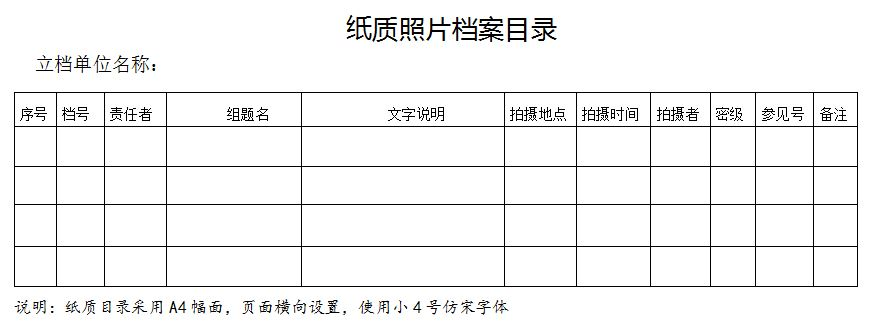 纸质照片档案目录
立档单位名称：
序号 档号 责任者 组题名 文字说明 拍摄地点 拍摄时间 拍摄者 密级 参见号 备注
说明：纸质目录采用A4幅面，页面横向设置，使用小4号仿宋字体